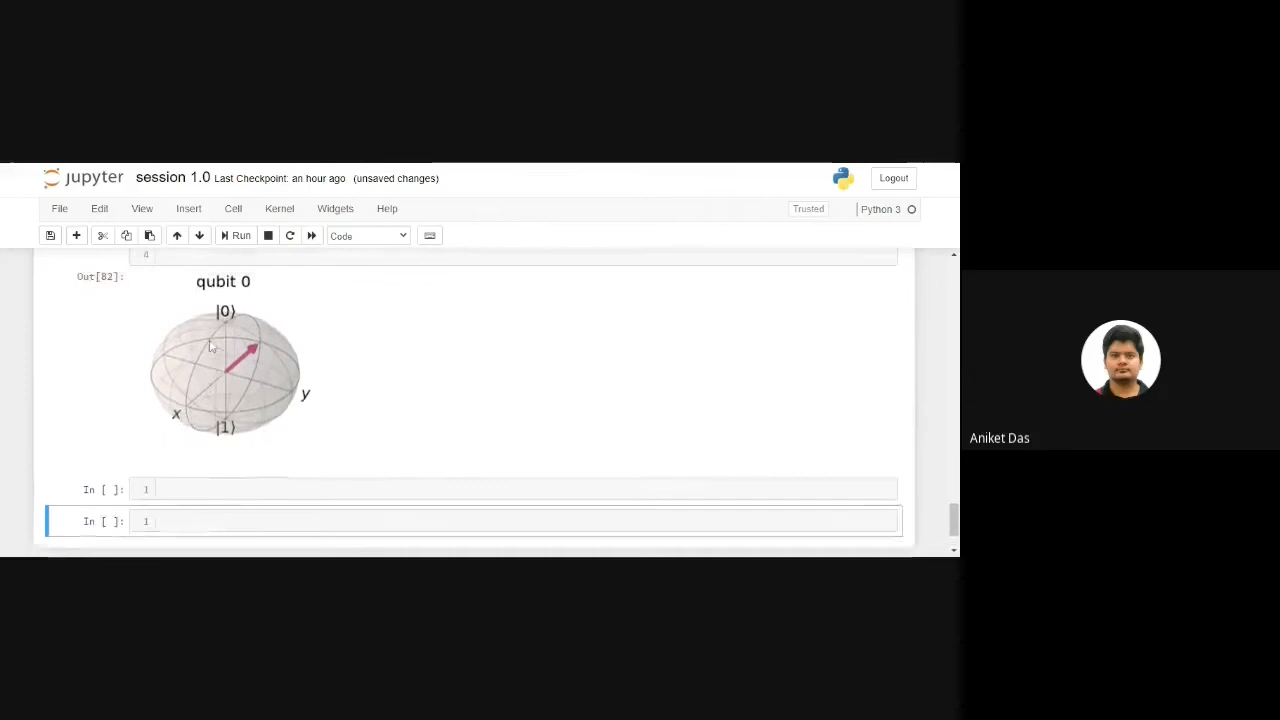 jupyter session 1.0 Last Checkpoint: an hour ago (unsaved changes) Logout
File Edit View Insert Cell Kernel Widgets Help Trusted Python 3
Run Code
4
Out[82]:
qubit 0
|0⟩
y
x
|1⟩
In [ ]: 1
In [ ]: 1
Aniket Das